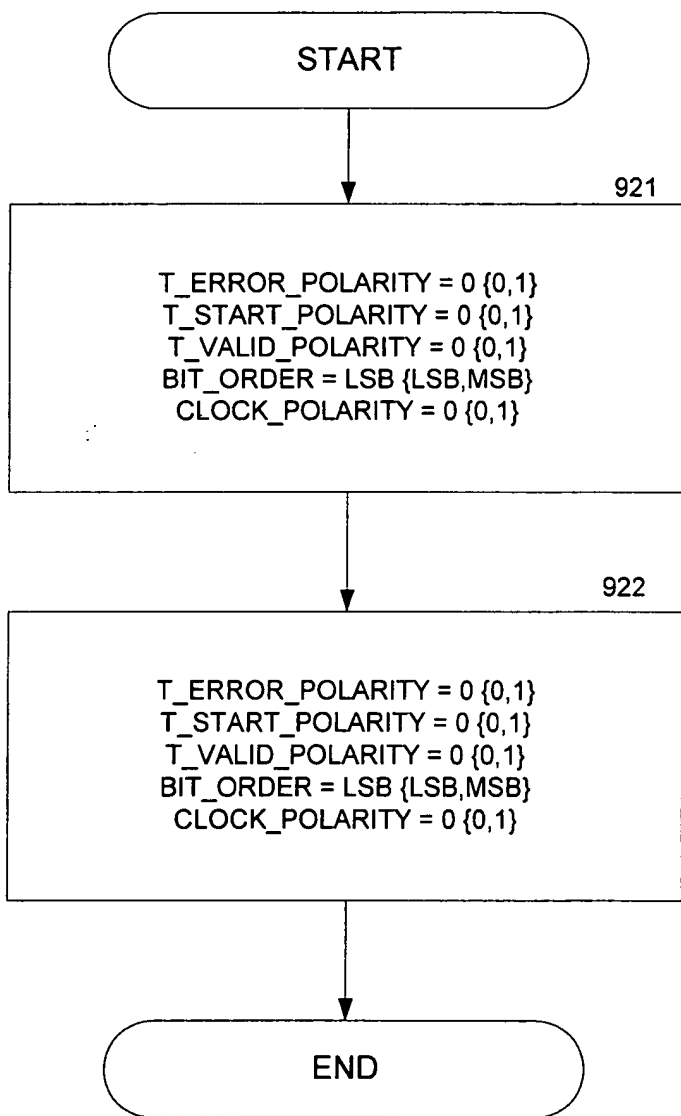 START
921
T_ERROR_POLARITY = 0 {0,1}
T_START_POLARITY = 0 {0,1}
T_VALID_POLARITY = 0 {0,1}
BIT_ORDER = LSB {LSB,MSB}
CLOCK_POLARITY = 0 {0,1}
922
T_ERROR_POLARITY = 0 {0,1}
T_START_POLARITY = 0 {0,1}
T_VALID_POLARITY = 0 {0,1}
BIT_ORDER = LSB {LSB,MSB}
CLOCK_POLARITY = 0 {0,1}
END